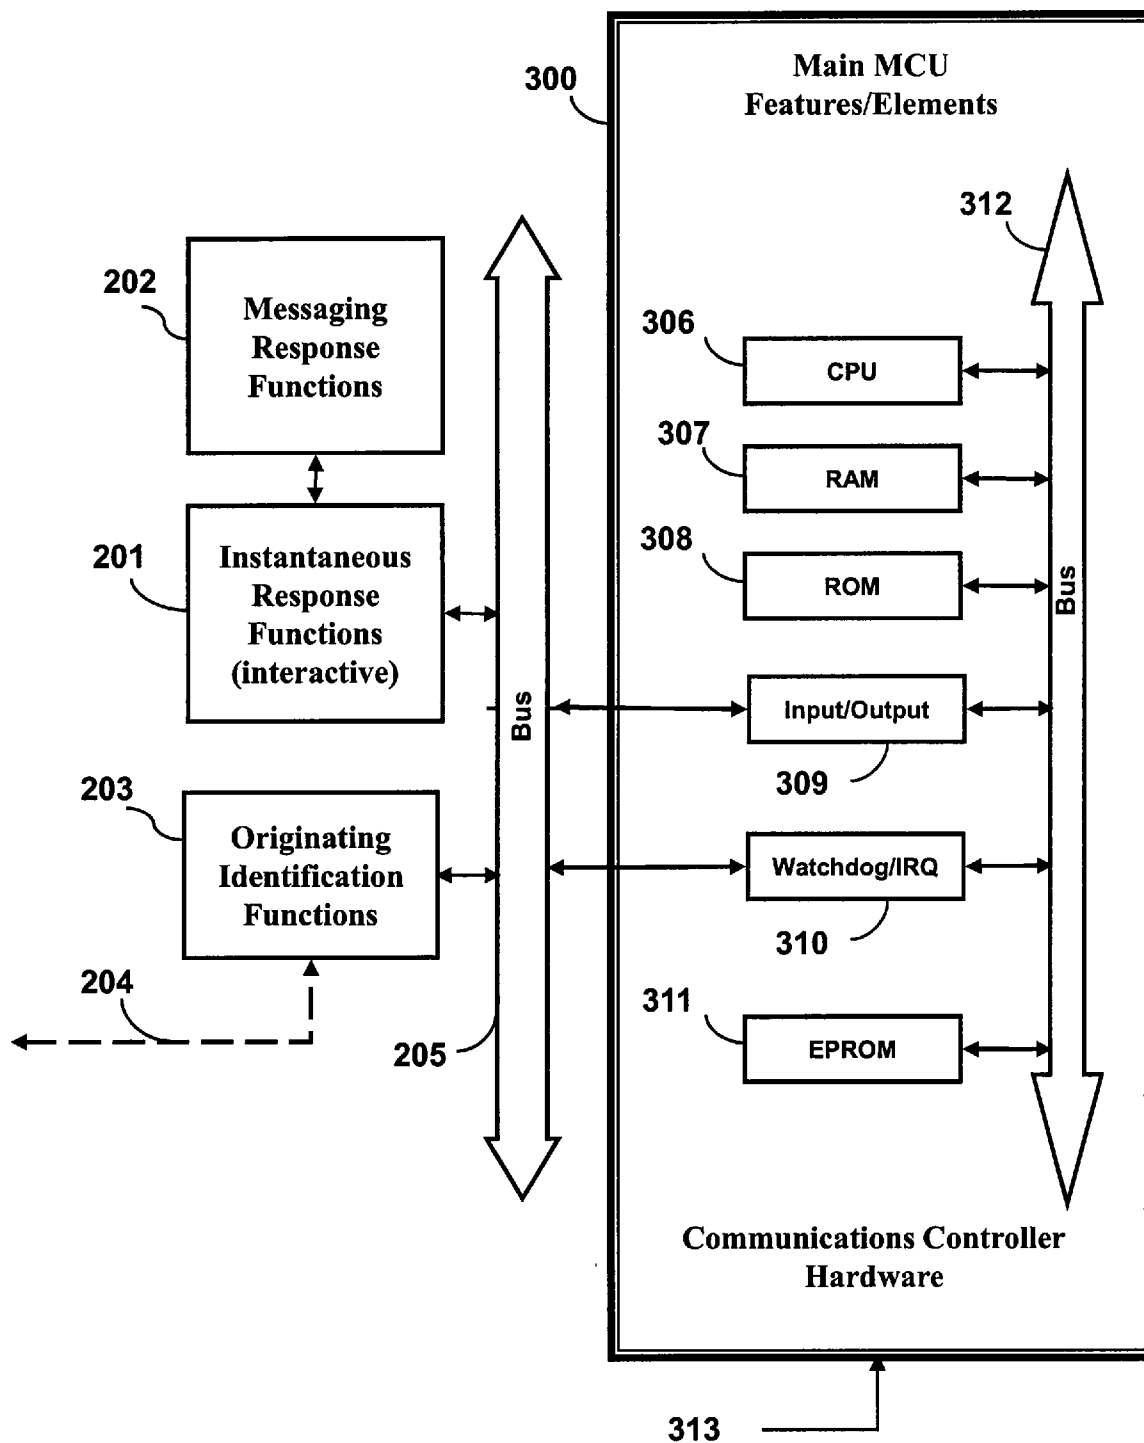 300
Main MCU
Features/Elements
312
202
Messaging
Response
Functions
306
CPU
307
RAM
201
Instantaneous
Response
Functions
(interactive)
308
ROM
Bus
Bus
Input/Output
309
203
Originating
Identification
Functions
Watchdog/IRQ
310
204
205
311
EPROM
Communications Controller
Hardware
313